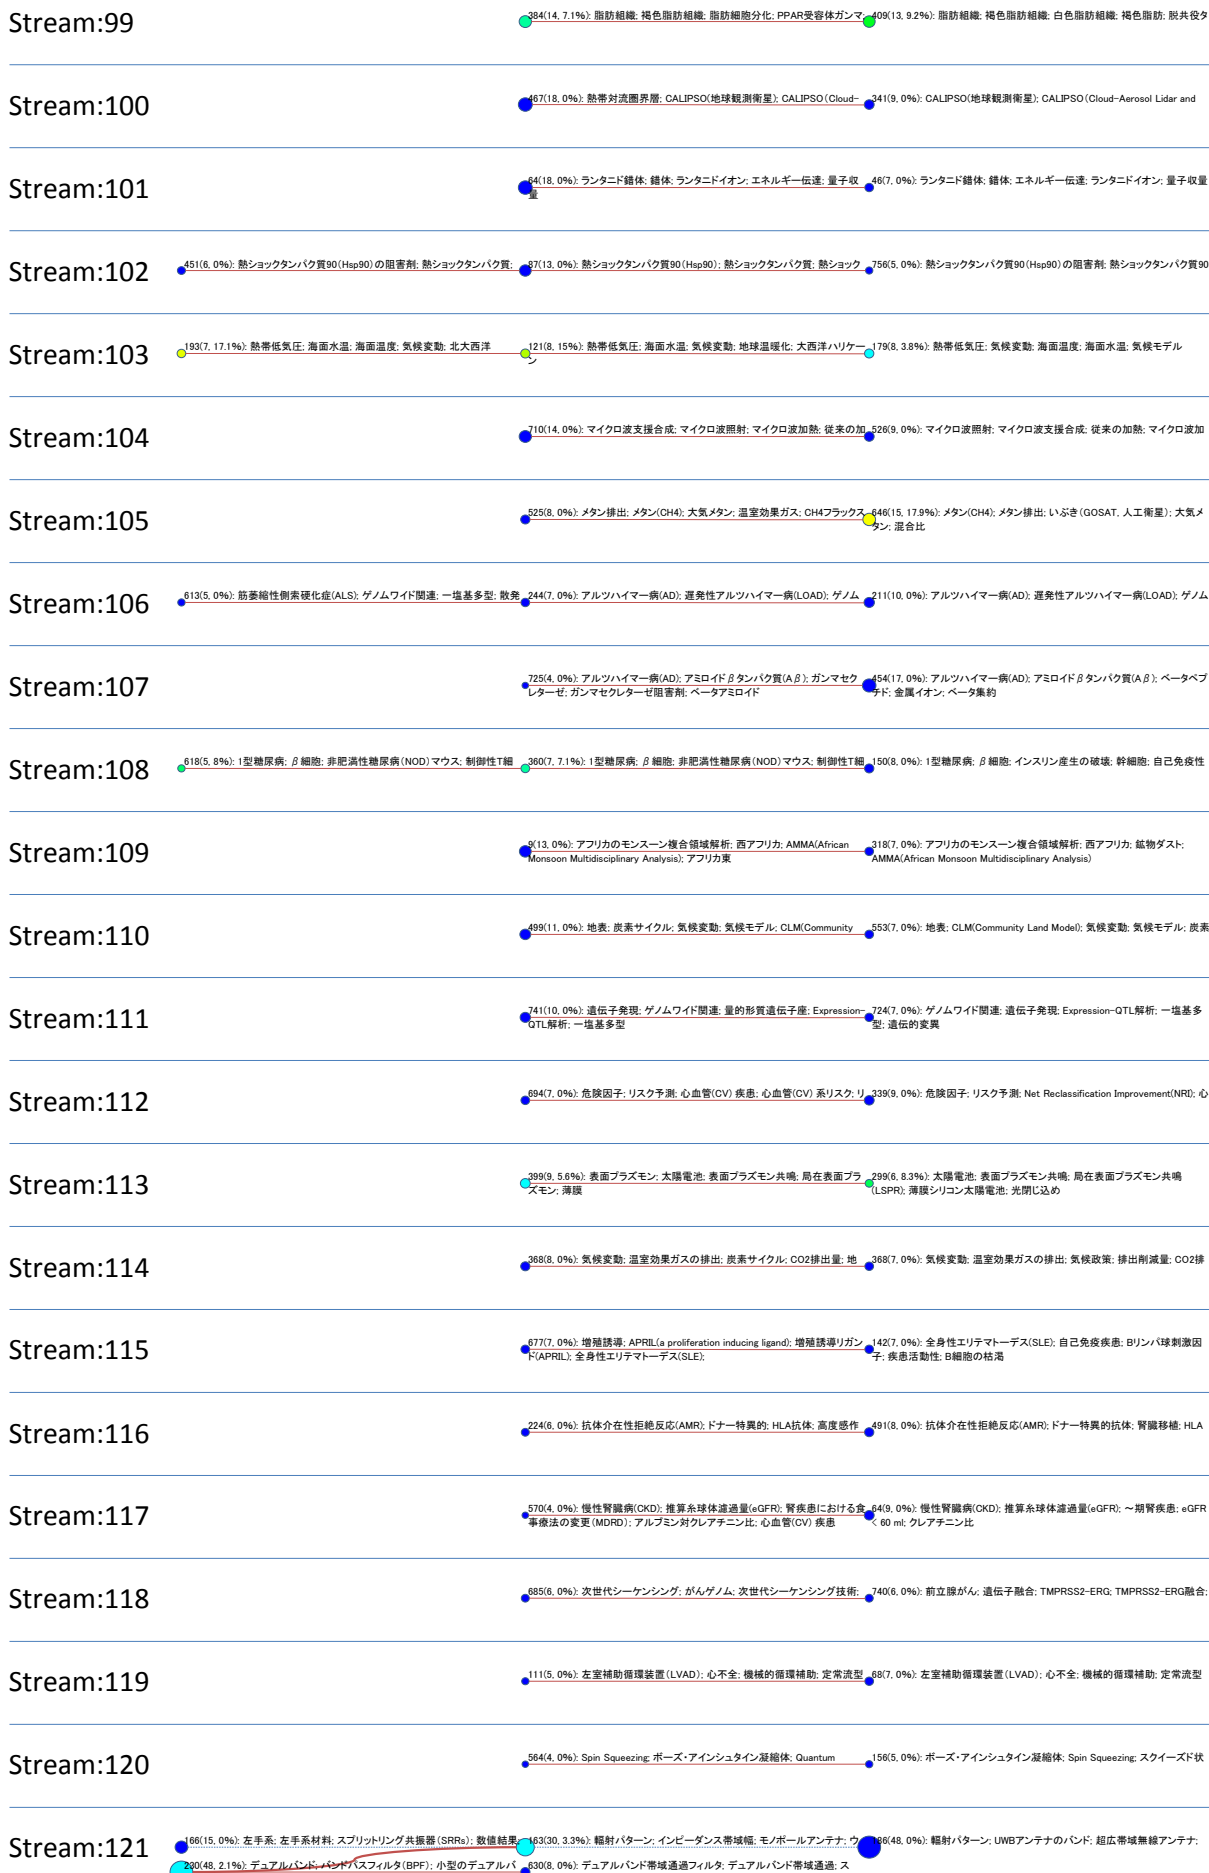 Stream:99
384(14, 7.1%): 脂肪組織; 褐色脂肪組織; 脂肪細胞分化; PPAR受容体ガンマ;
409(13, 9.2%): 脂肪組織; 褐色脂肪組織; 白色脂肪組織; 褐色脂肪; 脱共役タ
Stream:100
467(18, 0%): 熱帯対流圏界層; CALIPSO(地球観測衛星); CALIPSO(Cloud-
341(9, 0%): CALIPSO(地球観測衛星); CALIPSO(Cloud-Aerosol Lidar and
Stream:101
64(18, 0%): ランタニド錯体; 錯体; ランタニドイオン; エネルギー伝達; 量子収
量
46(7, 0%): ランタニド錯体; 錯体; エネルギー伝達; ランタニドイオン; 量子収量
Stream:102
451(6, 0%): 熱ショックタンパク質90(Hsp90)の阻害剤; 熱ショックタンパク質;
87(13, 0%): 熱ショックタンパク質90(Hsp90); 熱ショックタンパク質; 熱ショック
756(5, 0%): 熱ショックタンパク質90(Hsp90)の阻害剤; 熱ショックタンパク質90
Stream:103
193(7, 17.1%): 熱帯低気圧; 海面水温; 海面温度; 気候変動; 北大西洋
121(8, 15%): 熱帯低気圧; 海面水温; 気候変動; 地球温暖化; 大西洋ハリケー
ン
179(8, 3.8%): 熱帯低気圧; 気候変動; 海面温度; 海面水温; 気候モデル
Stream:104
710(14, 0%): マイクロ波支援合成; マイクロ波照射; マイクロ波加熱; 従来の加
526(9, 0%): マイクロ波照射; マイクロ波支援合成; 従来の加熱; マイクロ波加
Stream:105
525(8, 0%): メタン排出; メタン(CH4); 大気メタン; 温室効果ガス; CH4フラックス
646(15, 17.9%): メタン(CH4); メタン排出; いぶき(GOSAT, 人工衛星); 大気メ
タン; 混合比
Stream:106
613(5, 0%): 筋萎縮性側索硬化症(ALS); ゲノムワイド関連; 一塩基多型; 散発
244(7, 0%): アルツハイマー病(AD); 遅発性アルツハイマー病(LOAD); ゲノム
211(10, 0%): アルツハイマー病(AD); 遅発性アルツハイマー病(LOAD); ゲノム
Stream:107
725(4, 0%): アルツハイマー病(AD); アミロイドβタンパク質(Aβ); ガンマセク
レターゼ; ガンマセクレターゼ阻害剤; ベータアミロイド
454(17, 0%): アルツハイマー病(AD); アミロイドβタンパク質(Aβ); ベータペプ
チド; 金属イオン; ベータ集約
Stream:108
618(5, 8%): 1型糖尿病; β細胞; 非肥満性糖尿病(NOD)マウス; 制御性T細
360(7, 7.1%): 1型糖尿病; β細胞; 非肥満性糖尿病(NOD)マウス; 制御性T細
150(8, 0%): 1型糖尿病; β細胞; インスリン産生の破壊; 幹細胞; 自己免疫性
Stream:109
9(13, 0%): アフリカのモンスーン複合領域解析; 西アフリカ; AMMA(African
Monsoon Multidisciplinary Analysis); アフリカ東
318(7, 0%): アフリカのモンスーン複合領域解析; 西アフリカ; 鉱物ダスト;
AMMA(African Monsoon Multidisciplinary Analysis)
Stream:110
499(11, 0%): 地表; 炭素サイクル; 気候変動; 気候モデル; CLM(Community
553(7, 0%): 地表; CLM(Community Land Model); 気候変動; 気候モデル; 炭素
Stream:111
741(10, 0%): 遺伝子発現; ゲノムワイド関連; 量的形質遺伝子座; Expression-
QTL解析; 一塩基多型
724(7, 0%): ゲノムワイド関連; 遺伝子発現; Expression-QTL解析; 一塩基多
型; 遺伝的変異
Stream:112
694(7, 0%): 危険因子; リスク予測; 心血管(CV) 疾患; 心血管(CV) 系リスク; リ
339(9, 0%): 危険因子; リスク予測; Net Reclassification Improvement(NRI); 心
Stream:113
399(9, 5.6%): 表面プラズモン; 太陽電池; 表面プラズモン共鳴; 局在表面プラ
ズモン; 薄膜
299(6, 8.3%): 太陽電池; 表面プラズモン共鳴; 局在表面プラズモン共鳴
(LSPR); 薄膜シリコン太陽電池; 光閉じ込め
Stream:114
368(8, 0%): 気候変動; 温室効果ガスの排出; 炭素サイクル; CO2排出量; 地
368(7, 0%): 気候変動; 温室効果ガスの排出; 気候政策; 排出削減量; CO2排
Stream:115
677(7, 0%): 増殖誘導; APRIL(a proliferation inducing ligand); 増殖誘導リガン
ド(APRIL); 全身性エリテマトーデス(SLE);
142(7, 0%): 全身性エリテマトーデス(SLE); 自己免疫疾患; Bリンパ球刺激因
子; 疾患活動性; B細胞の枯渇
Stream:116
224(6, 0%): 抗体介在性拒絶反応(AMR); ドナー特異的; HLA抗体; 高度感作
491(8, 0%): 抗体介在性拒絶反応(AMR); ドナー特異的抗体; 腎臓移植; HLA
Stream:117
570(4, 0%): 慢性腎臓病(CKD); 推算糸球体濾過量(eGFR); 腎疾患における食
事療法の変更(MDRD); アルブミン対クレアチニン比; 心血管(CV) 疾患
64(9, 0%): 慢性腎臓病(CKD); 推算糸球体濾過量(eGFR); ～期腎疾患; eGFR
< 60 ml; クレアチニン比
Stream:118
685(6, 0%): 次世代シーケンシング; がんゲノム; 次世代シーケンシング技術;
740(6, 0%): 前立腺がん; 遺伝子融合; TMPRSS2-ERG; TMPRSS2-ERG融合;
Stream:119
111(5, 0%): 左室補助循環装置(LVAD); 心不全; 機械的循環補助; 定常流型
68(7, 0%): 左室補助循環装置(LVAD); 心不全; 機械的循環補助; 定常流型
Stream:120
564(4, 0%): Spin Squeezing; ボーズ・アインシュタイン凝縮体; Quantum
156(5, 0%): ボーズ・アインシュタイン凝縮体; Spin Squeezing; スクイーズド状
Stream:121
166(15, 0%): 左手系; 左手系材料; スプリットリング共振器(SRRs); 数値結果;
163(30, 3.3%): 輻射パターン; インピーダンス帯域幅; モノポールアンテナ; ウ
186(48, 0%): 輻射パターン; UWBアンテナのバンド; 超広帯域無線アンテナ;
230(48, 2.1%): デュアルバンド; バンドパスフィルタ(BPF); 小型のデュアルバ
630(8, 0%): デュアルバンド帯域通過フィルタ; デュアルバンド帯域通過; ス